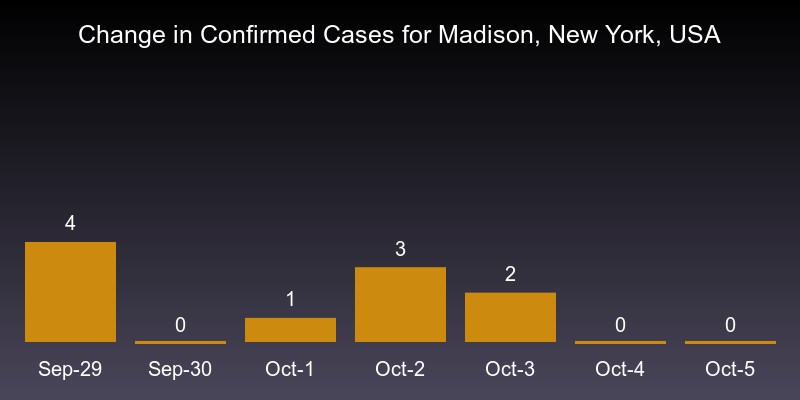 Change in Confirmed Cases for Madison, New York, USA
4
0
1
3
2
0
0
Sep-29
Sep-30
Oct-1
Oct-2
Oct-3
Oct-4
Oct-5